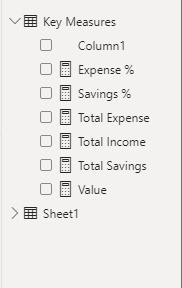 Key Measures
Column1
Expense %
Savings %
Total Expense
Total Income
Total Savings
Value
Sheet1